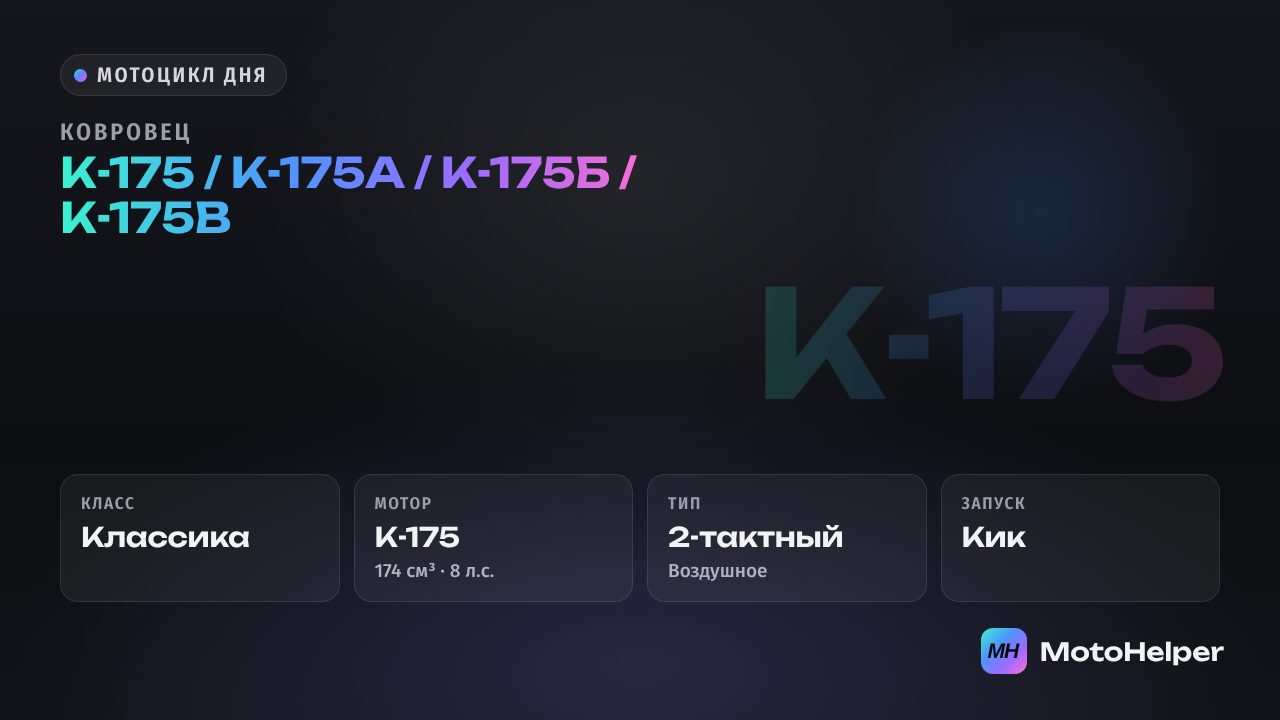 МОТОЦИКЛ ДНЯ
КОВРОВЕЦ
К-175 / К-175А / К-175Б /
К-175В
К-175
КЛАСС
Классика
МОТОР
К-175
174 см³ · 8 л.с.
ТИП
2-тактный
Воздушное
ЗАПУСК
Кик
MH MotoHelper